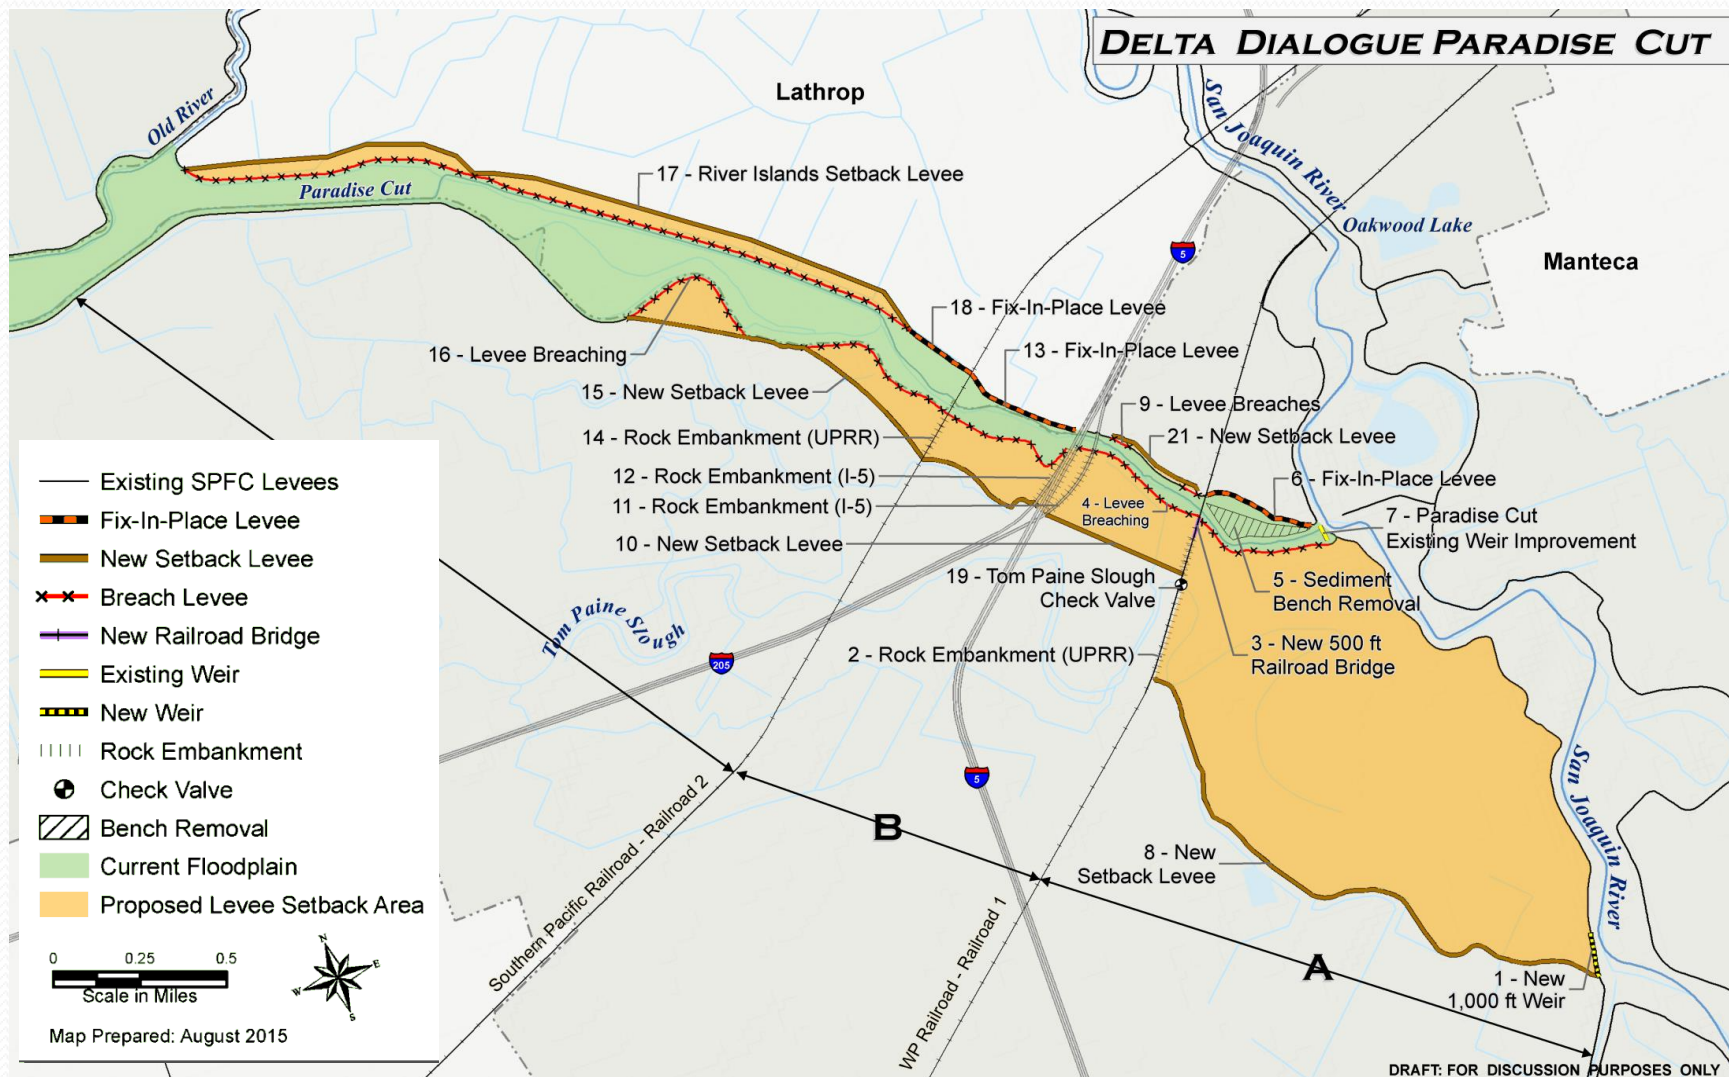 DELTA DIALOGUE PARADISE CUT
Lathrop
Old River
San Joaquin River
Paradise Cut
17 - River Islands Setback Levee
Oakwood Lake
5
Manteca
18 - Fix-In-Place Levee
13 - Fix-In-Place Levee
16 - Levee Breaching
15 - New Setback Levee
9 - Levee Breaches
14 - Rock Embankment (UPRR)
21 - New Setback Levee
12 - Rock Embankment (I-5)
6 - Fix-In-Place Levee
11 - Rock Embankment (I-5)
4 - Levee
Breaching
7 - Paradise Cut
Existing Weir Improvement
10 - New Setback Levee
19 - Tom Paine Slough
Check Valve
5 - Sediment
Bench Removal
Tom Paine Slough
205
2 - Rock Embankment (UPRR)
3 - New 500 ft
Railroad Bridge
5
San Joaquin River
B
8 - New
Setback Levee
Southern Pacific Railroad - Railroad 2
WP Railroad - Railroad 1
A
1 - New
1,000 ft Weir
Existing SPFC Levees
Fix-In-Place Levee
New Setback Levee
Breach Levee
New Railroad Bridge
Existing Weir
New Weir
Rock Embankment
Check Valve
Bench Removal
Current Floodplain
Proposed Levee Setback Area
0 0.25 0.5
Scale in Miles
N
E
W
S
Map Prepared: August 2015
DRAFT: FOR DISCUSSION PURPOSES ONLY